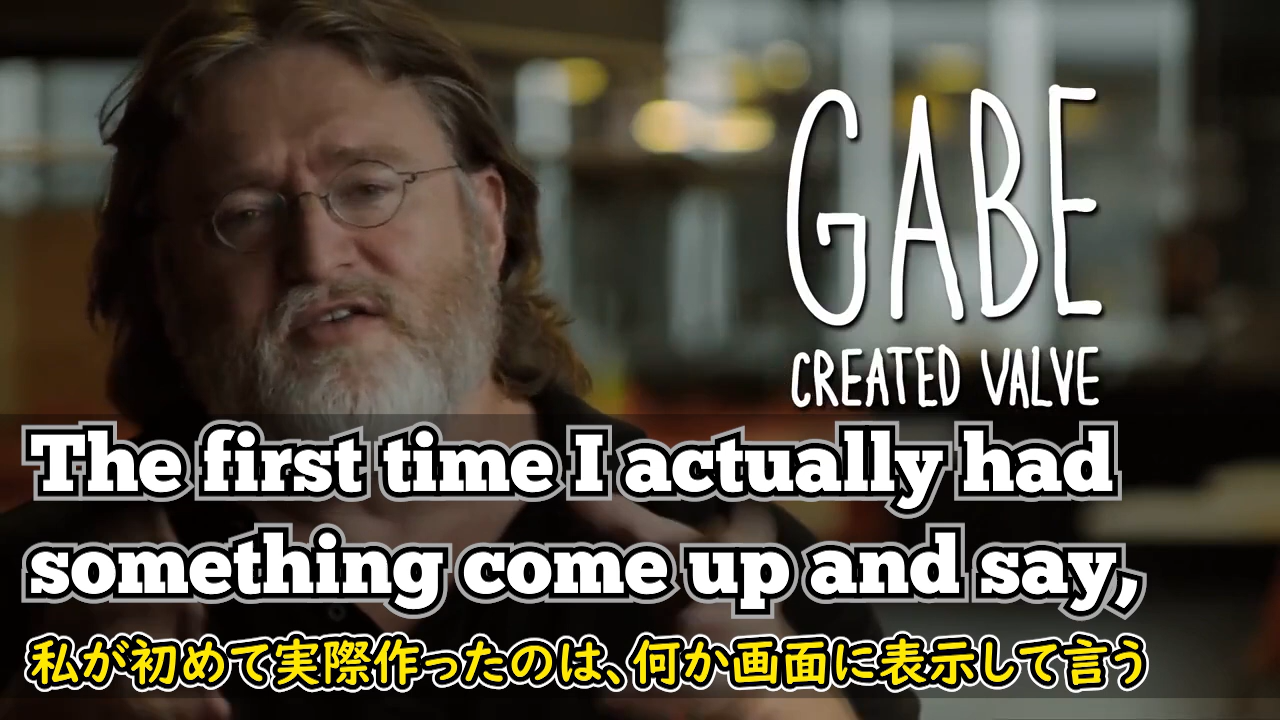 GABE
CREATED VALVE
The first time I actually had
something come up and say,
私が初めて実際作ったのは、何か画面に表示して言う